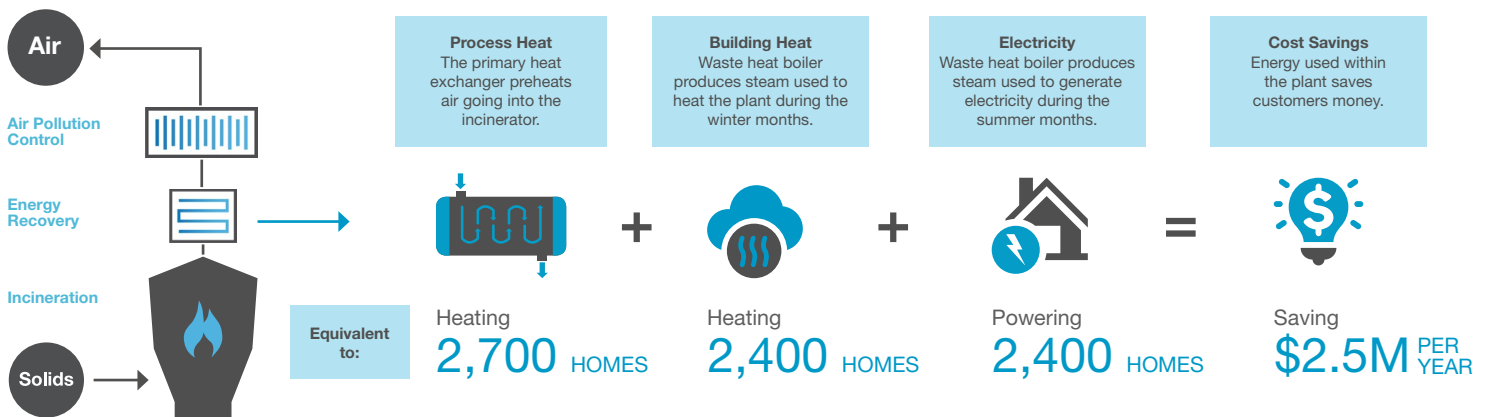 Air
Air Pollution
Control
Energy
Recovery
Incineration
Solids
Process Heat
The primary heat
exchanger preheats
air going into the
incinerator.
Building Heat
Waste heat boiler
produces steam used to
heat the plant during the
winter months.
Electricity
Waste heat boiler produces
steam used to generate
electricity during the
summer months.
Cost Savings
Energy used within
the plant saves
customers money.
+
+
=
$
Equivalent
to:
Heating
2,700 HOMES
Heating
2,400 HOMES
Powering
2,400 HOMES
Saving
$2.5M PER
YEAR